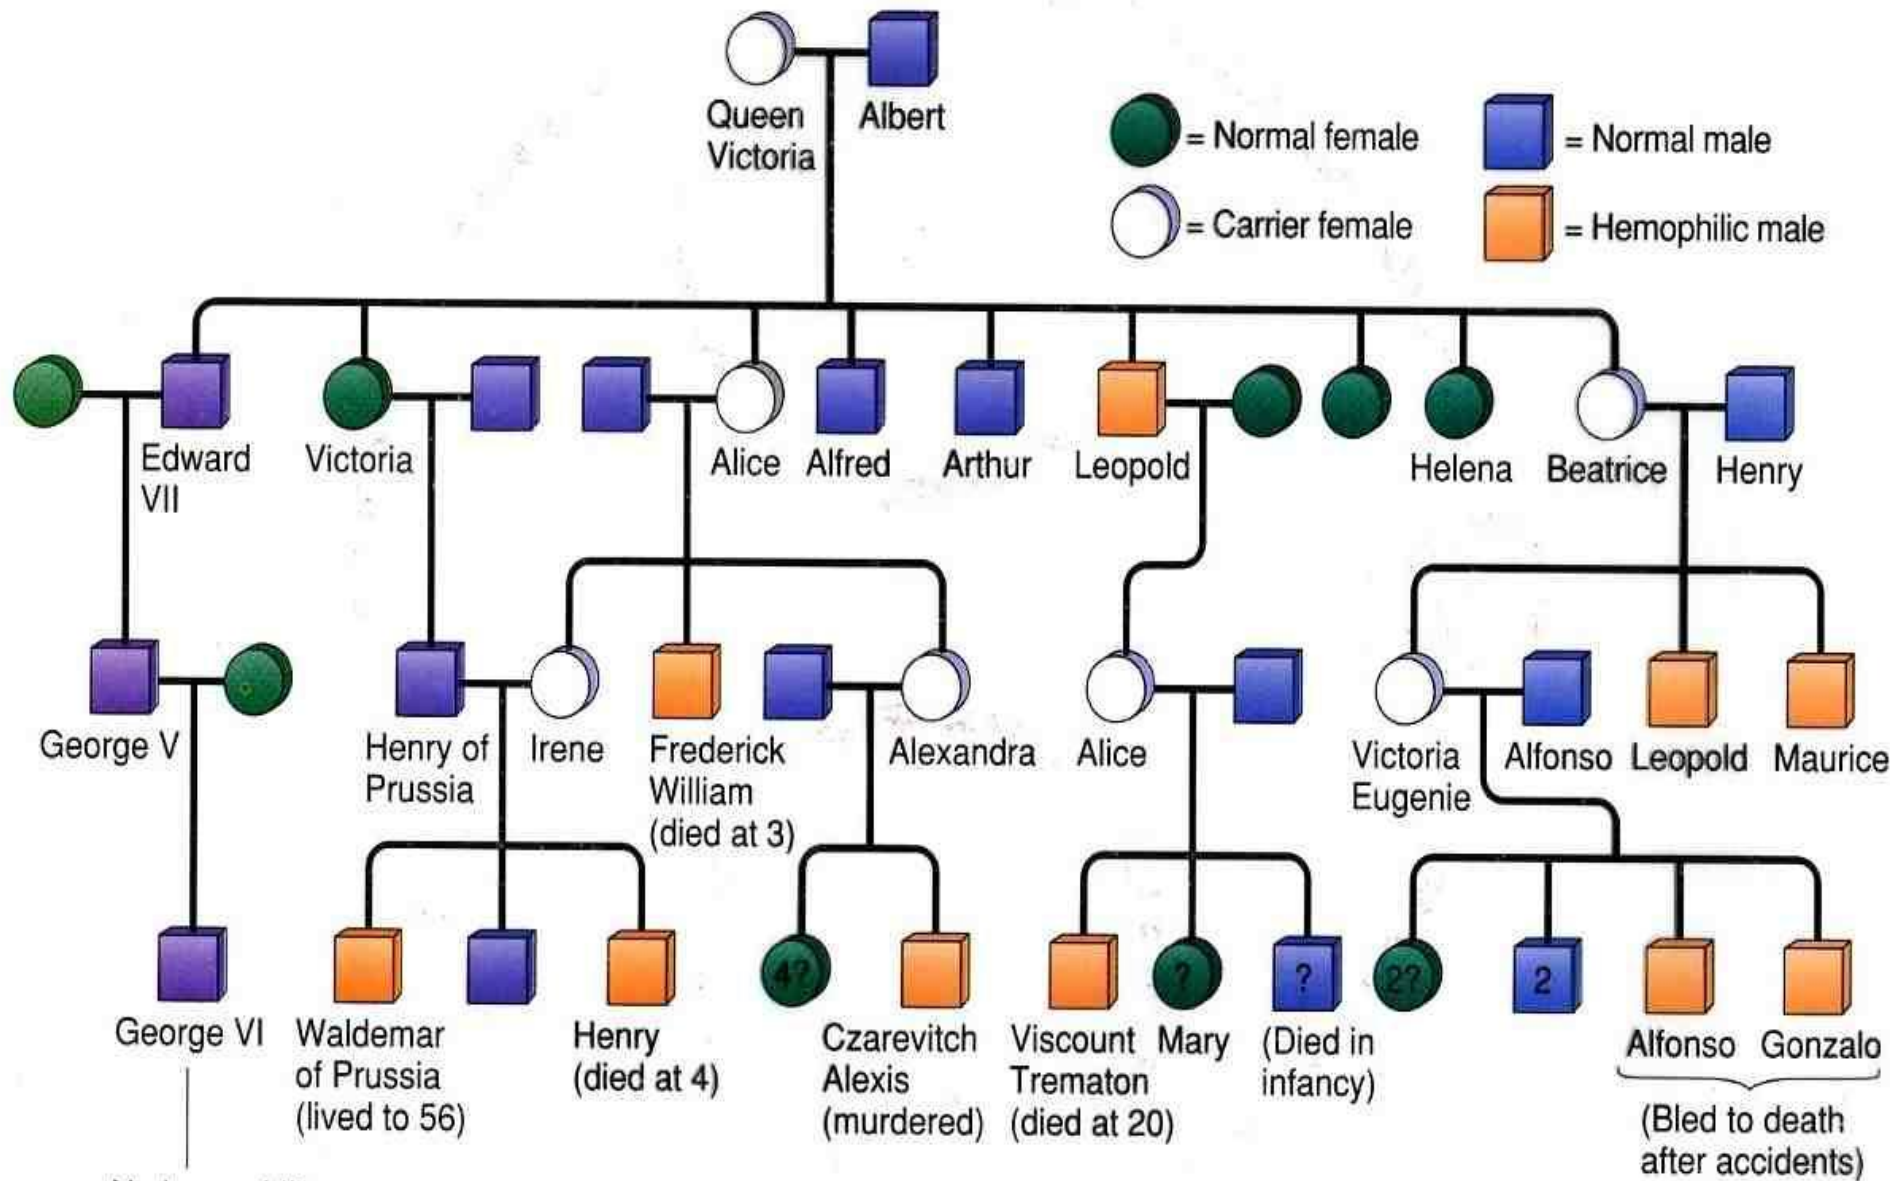 Queen
Victoria
Albert
= Normal female
= Normal male
= Carrier female
= Hemophilic male
Edward
VII
Victoria
Alice
Alfred
Arthur
Leopold
Helena
Beatrice
Henry
George V
Henry of
Prussia
Irene
Frederick
William
(died at 3)
Alexandra
Alice
Victoria
Eugenie
Alfonso
Leopold
Maurice
4?
?
?
2?
2
George VI
Waldemar
of Prussia
(lived to 56)
Henry
(died at 4)
Czarevitch
Alexis
(murdered)
Viscount
Trematon
(died at 20)
Mary
(Died in
infancy)
Alfonso
Gonzalo
(Bled to death
after accidents)